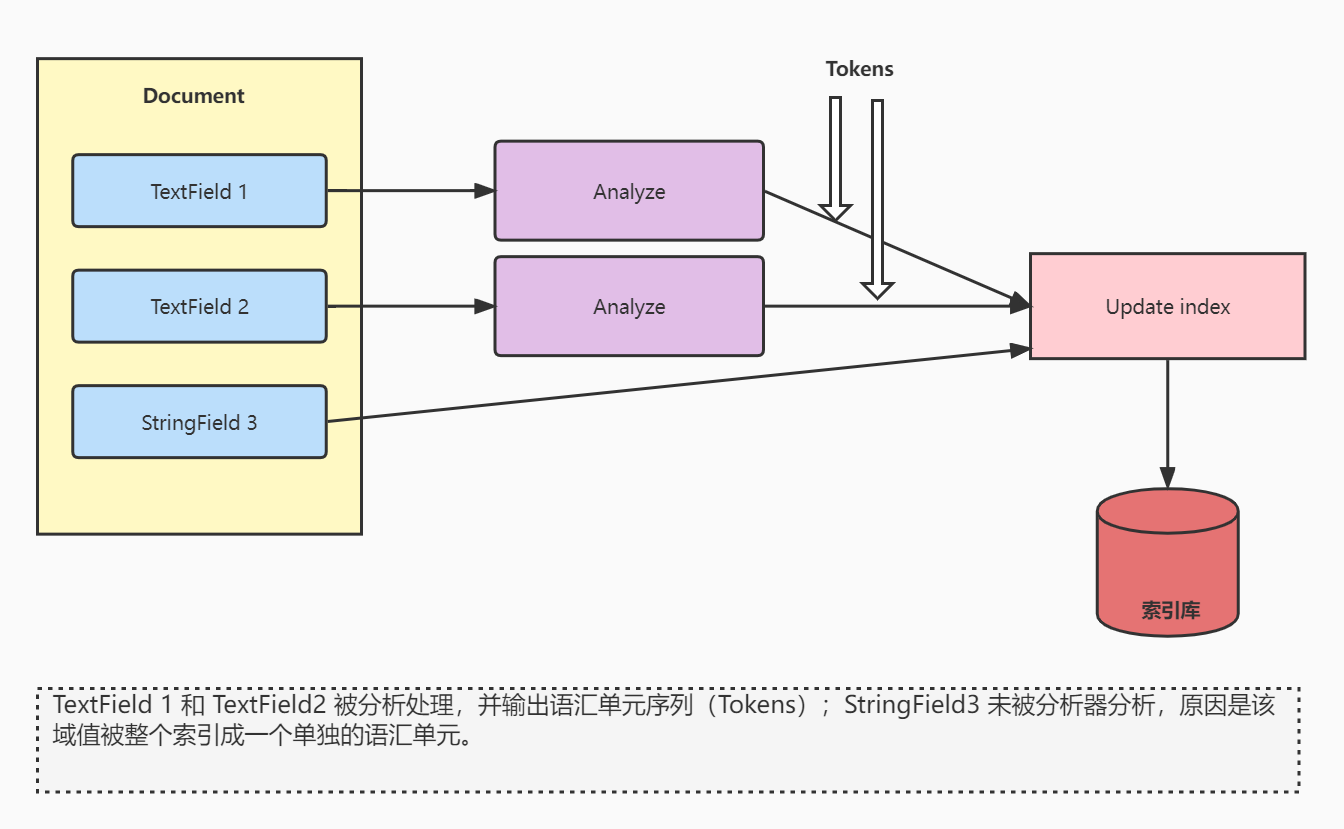 Tokens
Document
TextField 1
Analyze
TextField 2
Analyze
Update index
StringField 3
索引库
TextField 1 和 TextField2 被分析处理，并输出语汇单元序列（Tokens）；StringField3 未被分析器分析，原因是该
域值被整个索引成一个单独的语汇单元。